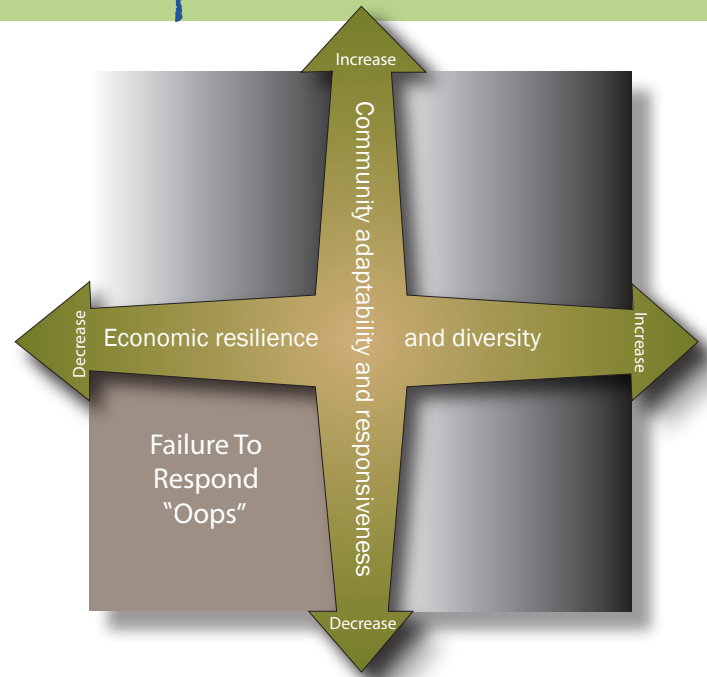 Increase
Community adaptability and responsiveness
Decrease
Economic resilience and diversity
Increase
Failure To
Respond
“Oops”
Decrease